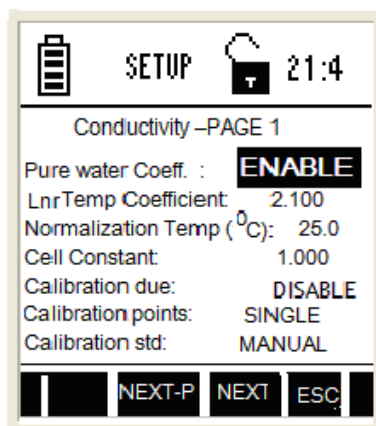 SETUP T 21:4
Conductivity –PAGE 1
Pure water Coeff. : ENABLE
LnrTemp Coefficient: 2.100
Normalization Temp (⁰C): 25.0
Cell Constant: 1.000
Calibration due: DISABLE
Calibration points: SINGLE
Calibration std: MANUAL
NEXT-P NEXT ESC